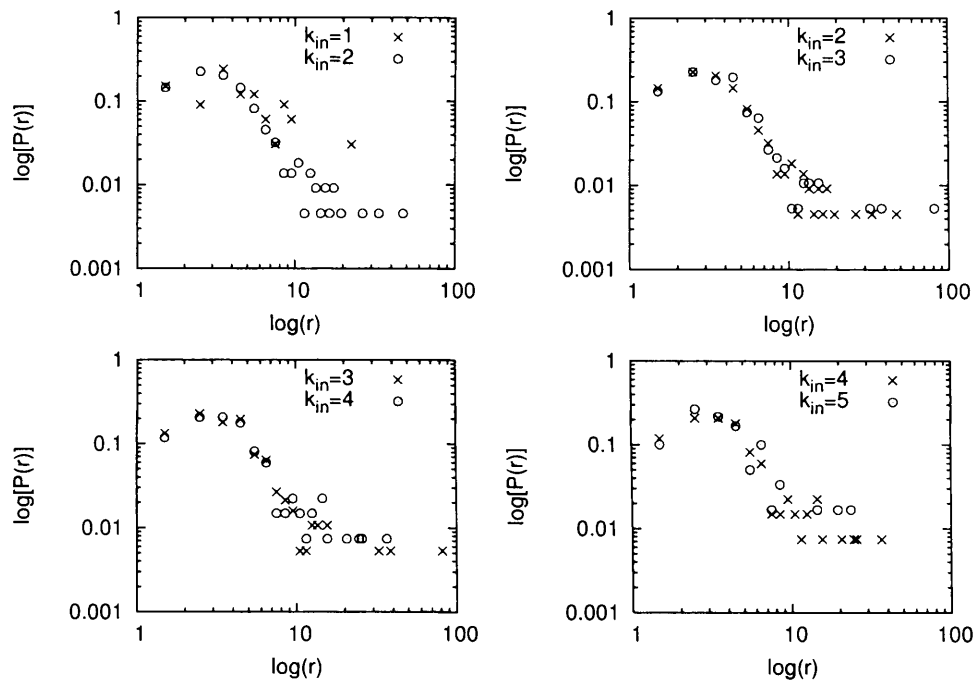 1
0.1
0.01
0.001
log[P(r)]
k_in=1 ×
k_in=2 ○
1 10 100
log(r)
1
0.1
0.01
0.001
log[P(r)]
k_in=2 ×
k_in=3 ○
1 10 100
log(r)
1
0.1
0.01
0.001
log[P(r)]
k_in=3 ×
k_in=4 ○
1 10 100
log(r)
1
0.1
0.01
0.001
log[P(r)]
k_in=4 ×
k_in=5 ○
1 10 100
log(r)